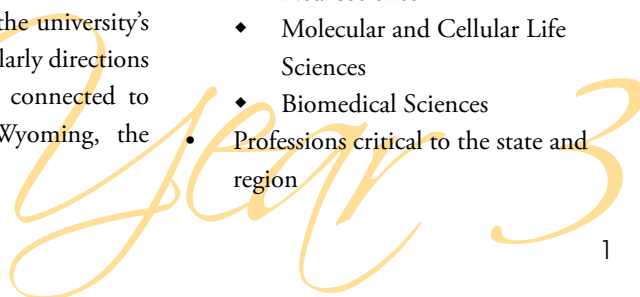 the university's
larly directions
connected to
Wyoming, the
◆ Molecular and Cellular Life
Sciences
◆ Biomedical Sciences
• Professions critical to the state and
region
Year 3
1